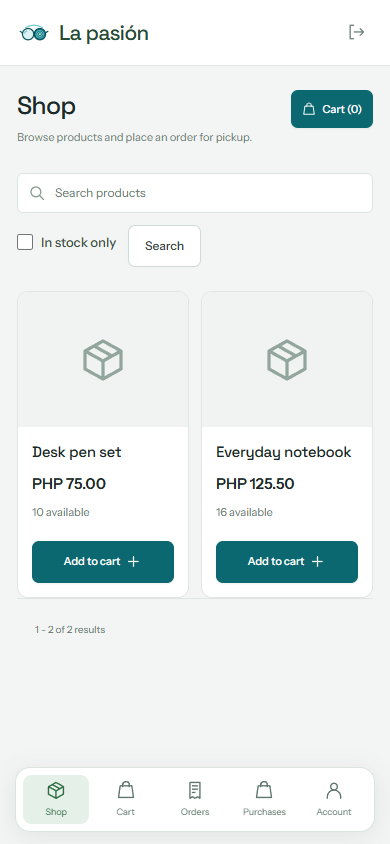 La pasión
Shop
Cart (0)
Browse products and place an order for pickup.
Search products
In stock only
Search
Desk pen set
PHP 75.00
10 available
Add to cart
Everyday notebook
PHP 125.50
16 available
Add to cart
1 - 2 of 2 results
Shop
Cart
Orders
Purchases
Account